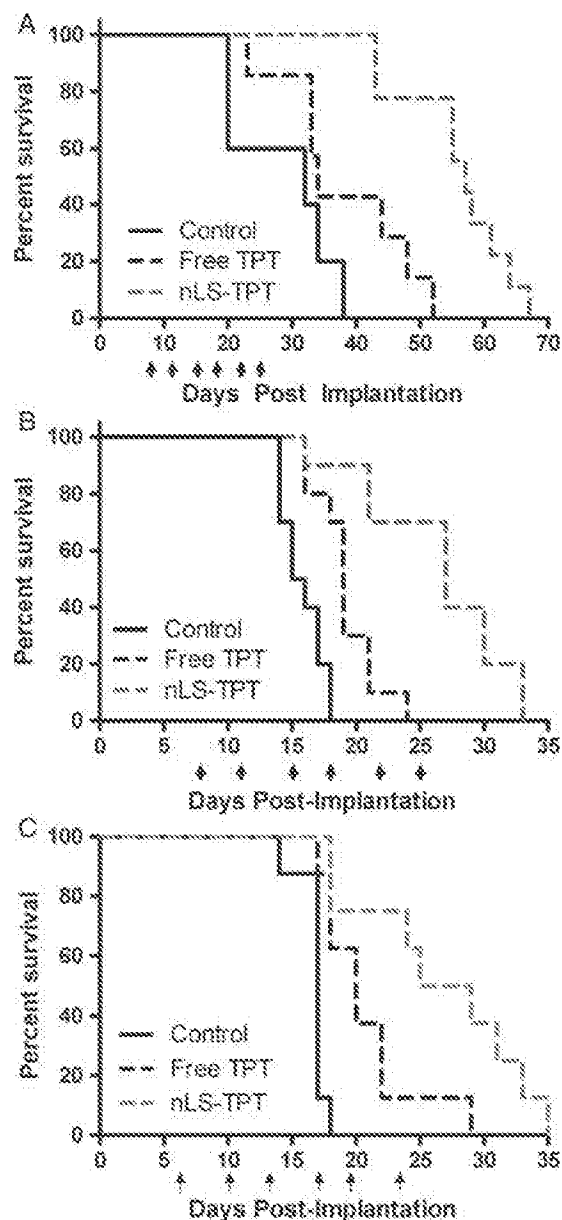 A
100
80
60
40
20
0
Percent survival
Control
Free TPT
nLS-TPT
0 10 20 30 40 50 60 70
Days Post Implantation
B
100
80
60
40
20
0
Percent survival
Control
Free TPT
nLS-TPT
0 5 10 15 20 25 30 35
Days Post-Implantation
C
100
80
60
40
20
0
Percent survival
Control
Free TPT
nLS-TPT
0 5 10 15 20 25 30 35
Days Post-Implantation